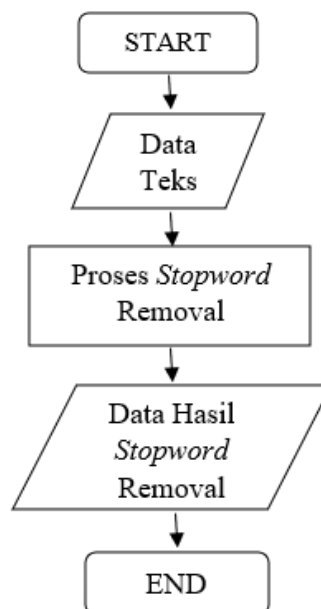 START
Data
Teks
Proses Stopword
Removal
Data Hasil
Stopword
Removal
END